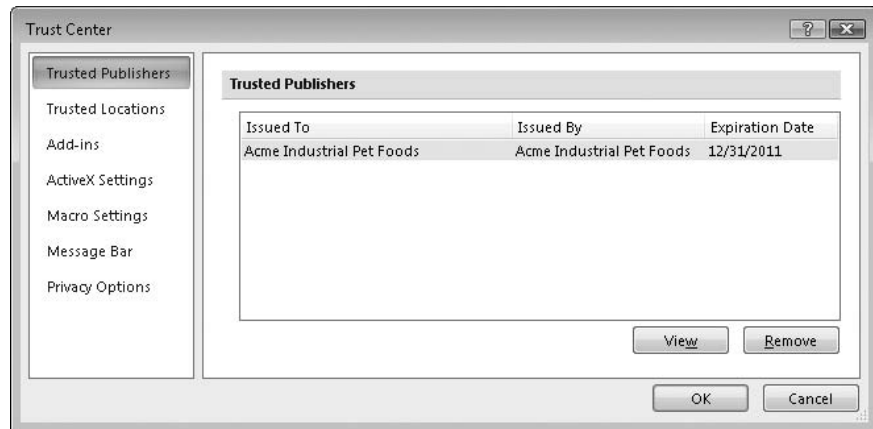 Trust Center
Trusted Publishers
Trusted Locations
Add-ins
ActiveX Settings
Macro Settings
Message Bar
Privacy Options
Trusted Publishers
Issued To Issued By Expiration Date
Acme Industrial Pet Foods Acme Industrial Pet Foods 12/31/2011
View Remove
OK Cancel